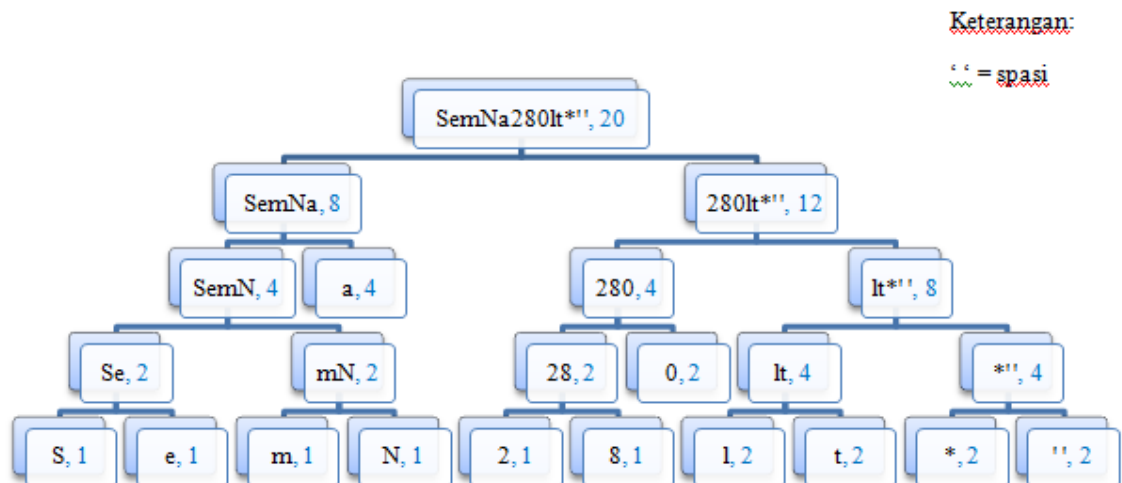 Keterangan:
‘ ‘ = spasi
SemNa280lt*'', 20
SemNa, 8
280lt*'', 12
SemN, 4
a, 4
280, 4
lt*'', 8
Se, 2
mN, 2
28, 2
0, 2
lt, 4
*'', 4
S, 1
e, 1
m, 1
N, 1
2, 1
8, 1
l, 2
t, 2
*, 2
'', 2